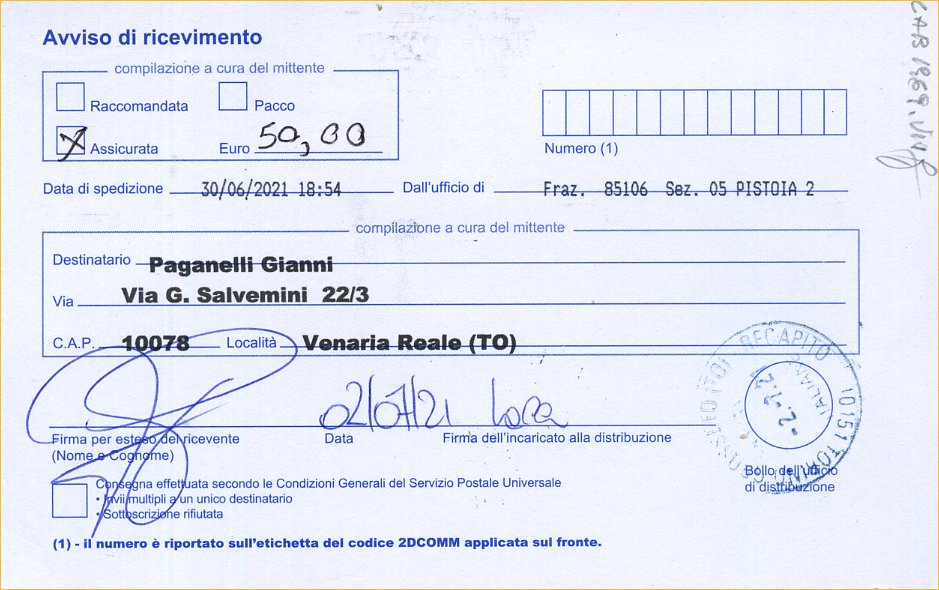 Avviso di ricevimento
compilazione a cura del mittente
Raccomandata Pacco
X Assicurata Euro 50,00
Numero (1)
Data di spedizione 30/06/2021 18:54 Dall'ufficio di Fraz. 85106 Sez. 05 PISTOIA 2
compilazione a cura del mittente
Destinatario Paganelli Gianni
Via Via G. Salvemini 22/3
C.A.P. 10078 Località Venaria Reale (TO)
02/07/21
Firma per esteso del ricevente Data Firma dell'incaricato alla distribuzione
(Nome e Cognome)
RECAPITO 10151 TORINO
-2.7.21
Bollo dell'ufficio
di distribuzione
Consegna effettuata secondo le Condizioni Generali del Servizio Postale Universale
• Invii multipli a un unico destinatario
• Sottoscrizione rifiutata
(1) - il numero è riportato sull'etichetta del codice 2DCOMM applicata sul fronte.